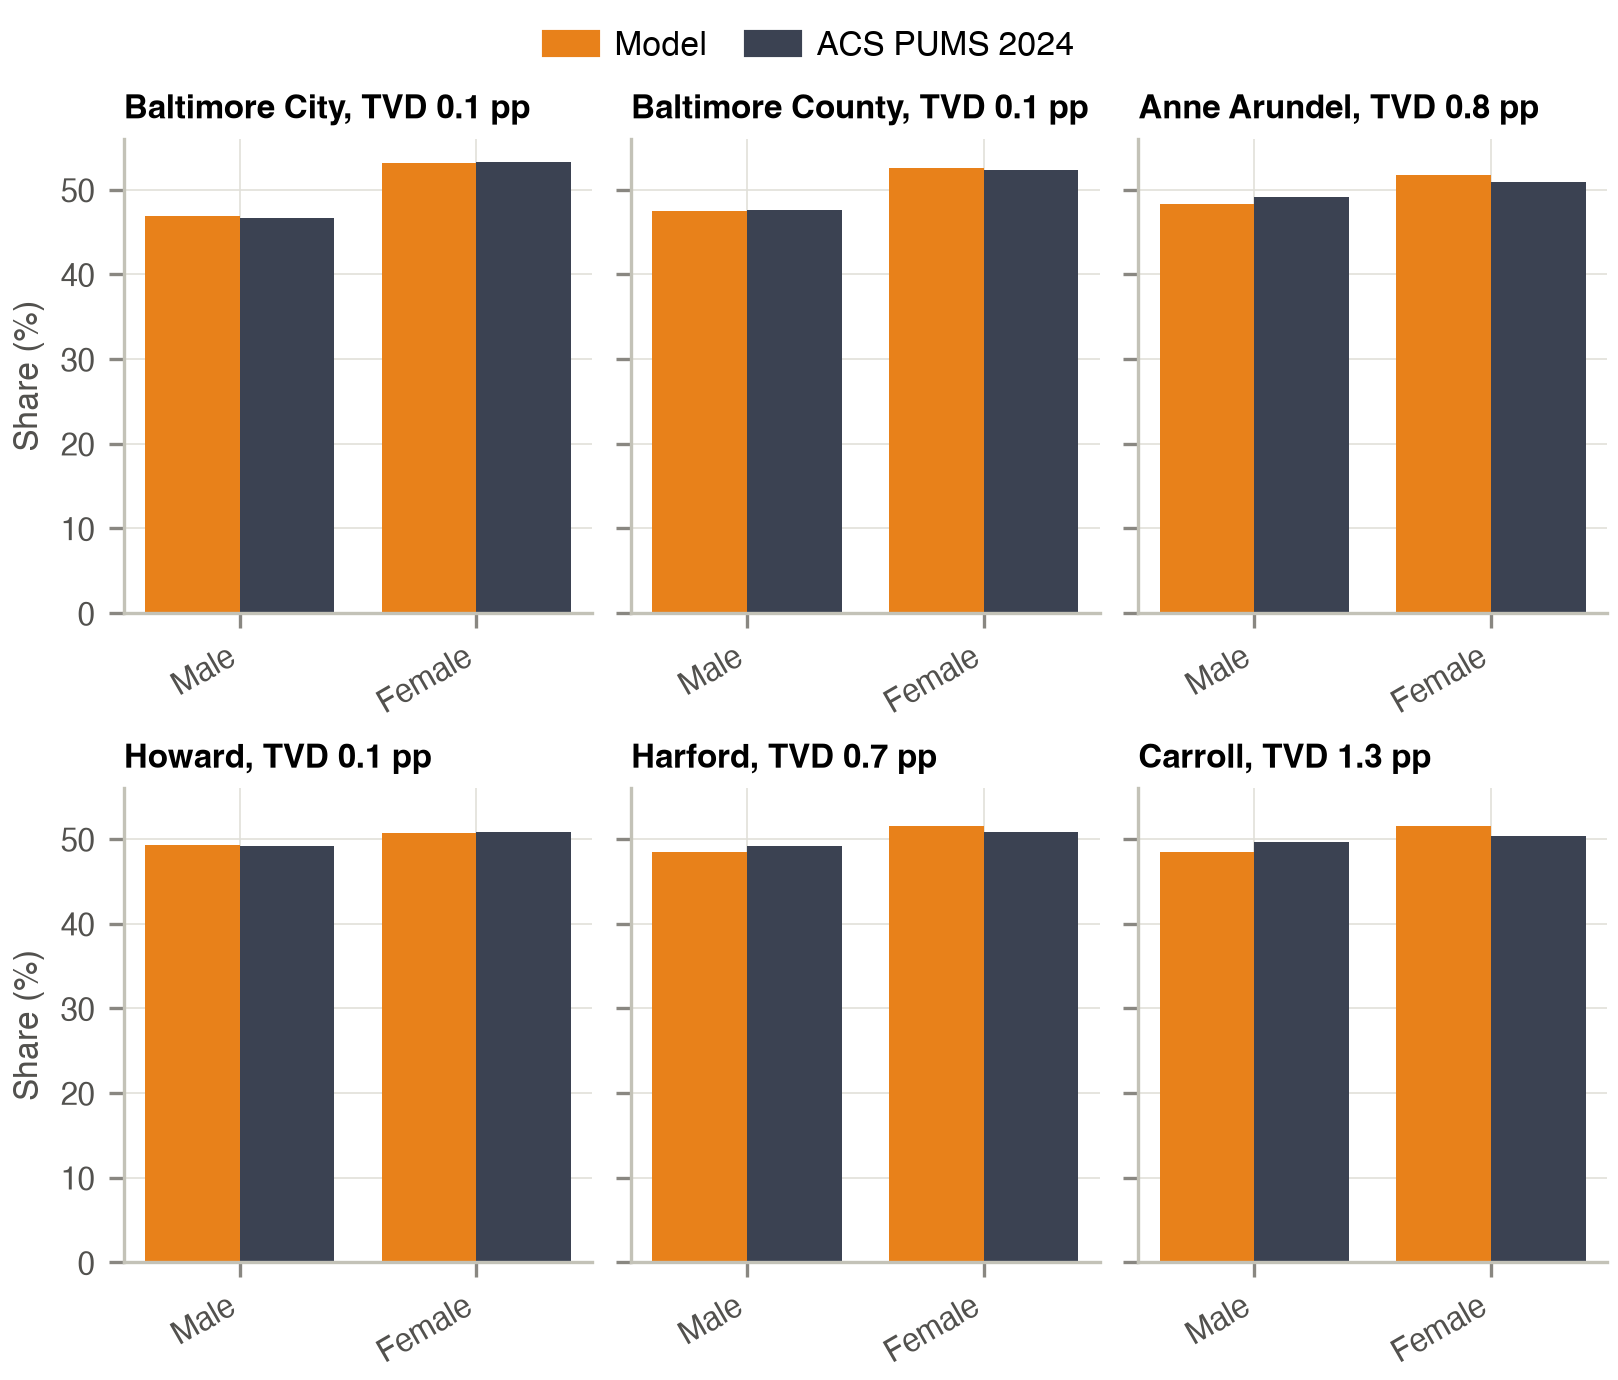 Model ACS PUMS 2024
Baltimore City, TVD 0.1 pp
Baltimore County, TVD 0.1 pp
Anne Arundel, TVD 0.8 pp
Share (%)
50
40
30
20
10
0
Male Female
Male Female
Male Female
Howard, TVD 0.1 pp
Harford, TVD 0.7 pp
Carroll, TVD 1.3 pp
Share (%)
50
40
30
20
10
0
Male Female
Male Female
Male Female